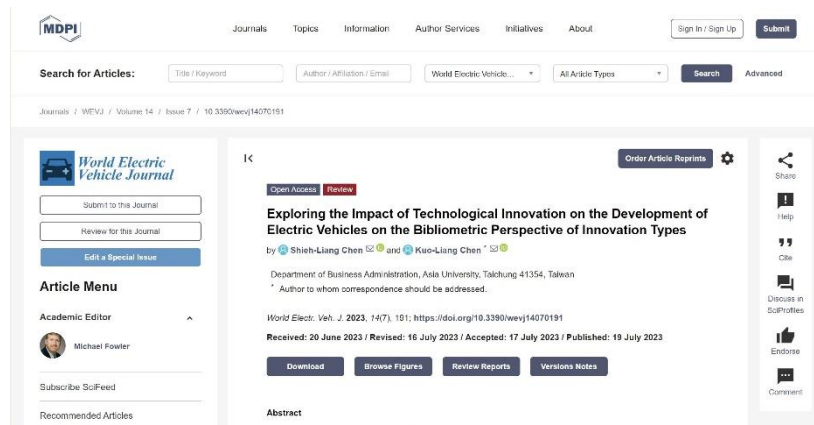 MDPI
Journals Topics Information Author Services Initiatives About Sign In / Sign Up Submit
Search for Articles: Title / Keyword Author / Affiliation / Email World Electric Vehicle... All Article Types Search Advanced
Journals / WEVJ / Volume 14 / Issue 7 / 10.3390/wevj14070191
World Electric
Vehicle Journal
Submit to this Journal
Review for this Journal
Edit a Special Issue
Article Menu
Academic Editor
Michael Fowler
Subscribe SciFeed
Recommended Articles
Order Article Reprints
Open Access Review
Exploring the Impact of Technological Innovation on the Development of
Electric Vehicles on the Bibliometric Perspective of Innovation Types
by Shieh-Liang Chen and Kuo-Liang Chen *
Department of Business Administration, Asia University, Taichung 41354, Taiwan
* Author to whom correspondence should be addressed.
World Electr. Veh. J. 2023, 14(7), 191; https://doi.org/10.3390/wevj14070191
Received: 20 June 2023 / Revised: 16 July 2023 / Accepted: 17 July 2023 / Published: 19 July 2023
Download Browse Figures Review Reports Versions Notes
Abstract
Share
Help
Cite
Discuss in
SciProfiles
Endorse
Comment